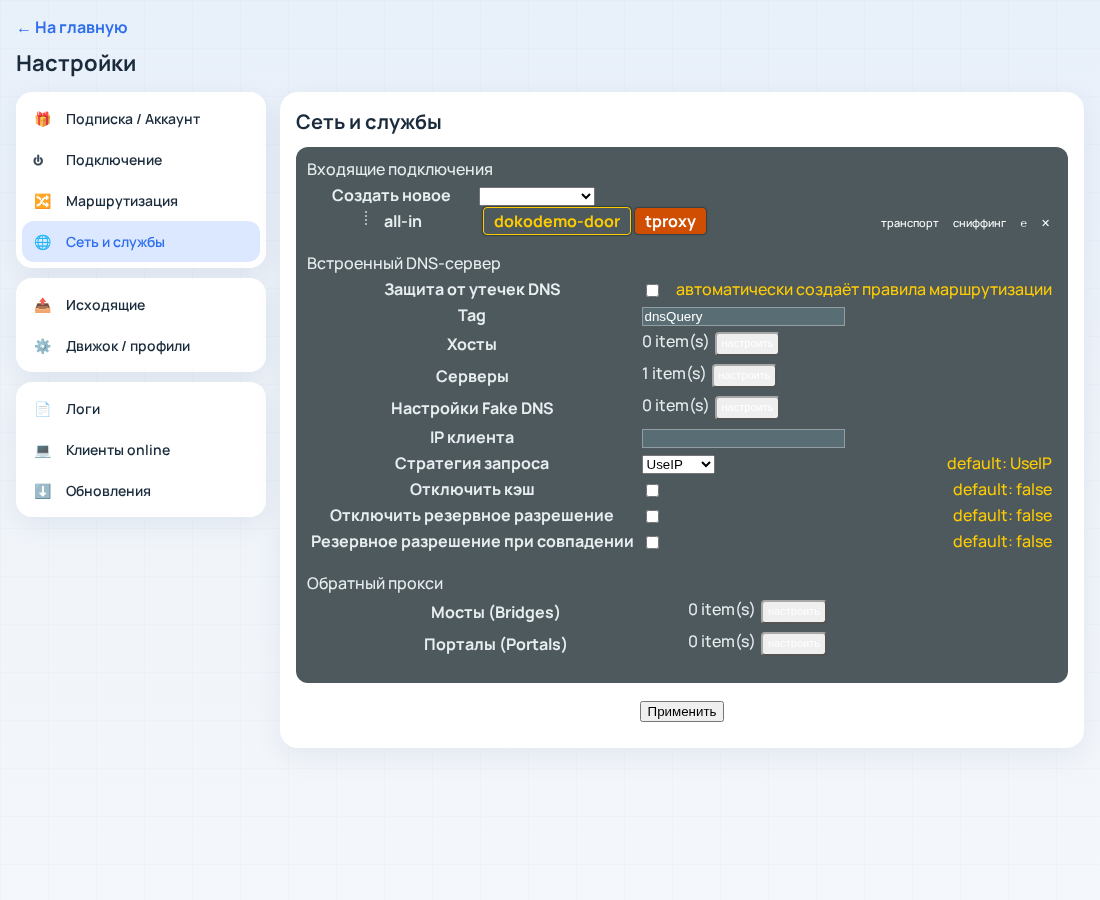 ← На главную
Настройки
Подписка / Аккаунт
Подключение
Маршрутизация
Сеть и службы
Исходящие
Движок / профили
Логи
Клиенты online
Обновления
Сеть и службы
Входящие подключения
Создать новое
all-in dokodemo-door tproxy транспорт сниффинг e ×
Встроенный DNS-сервер
Защита от утечек DNS автоматически создаёт правила маршрутизации
Tag dnsQuery
Хосты 0 item(s) настроить
Серверы 1 item(s) настроить
Настройки Fake DNS 0 item(s) настроить
IP клиента
Стратегия запроса UseIP default: UseIP
Отключить кэш default: false
Отключить резервное разрешение default: false
Резервное разрешение при совпадении default: false
Обратный прокси
Мосты (Bridges) 0 item(s) настроить
Порталы (Portals) 0 item(s) настроить
Применить